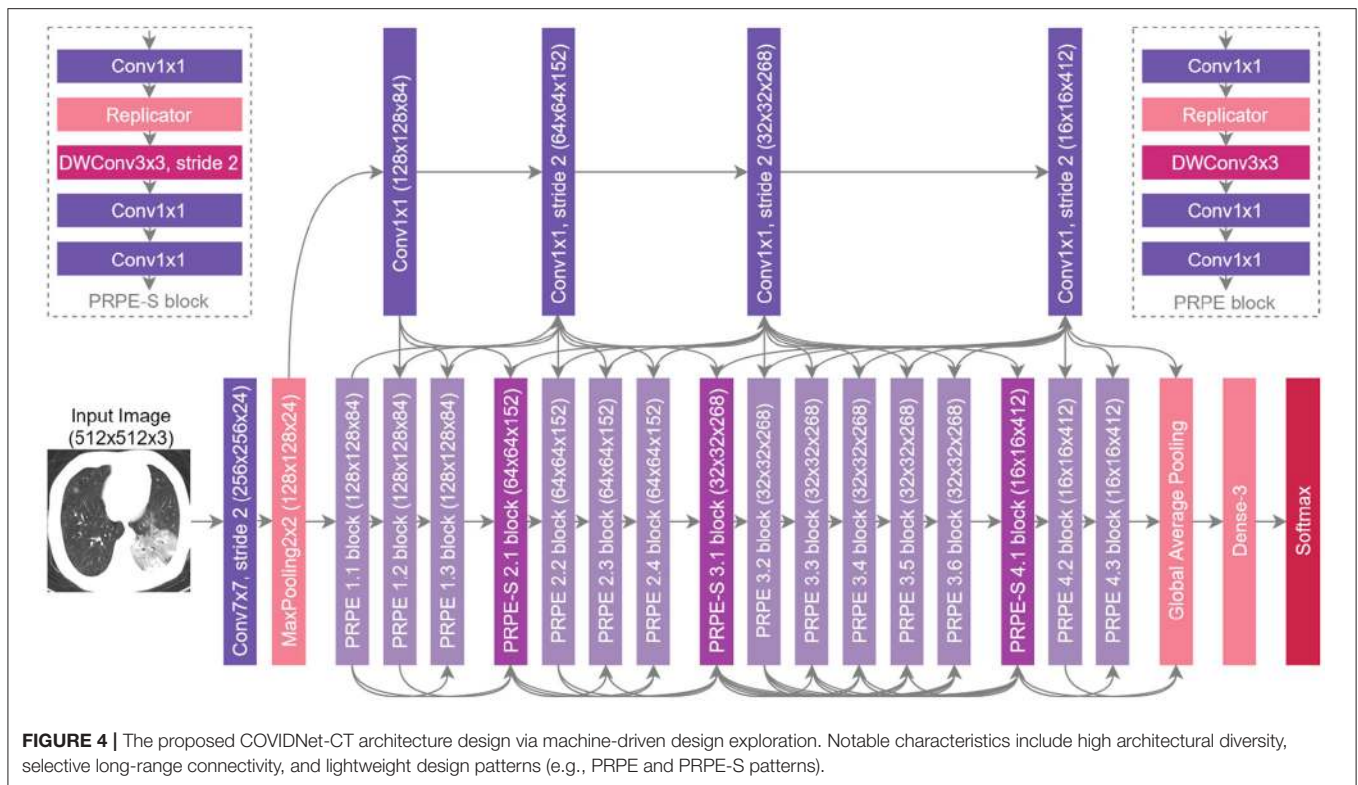 Conv1x1
Replicator
DWConv3x3, stride 2
Conv1x1
Conv1x1
PRPE-S block
Conv1x1 (128x128x84)
Conv1x1, stride 2 (64x64x152)
Conv1x1, stride 2 (32x32x268)
Conv1x1, stride 2 (16x16x412)
Conv1x1
Replicator
DWConv3x3
Conv1x1
Conv1x1
PRPE block
Input Image
(512x512x3)
Conv7x7, stride 2 (256x256x24)
MaxPooling2x2 (128x128x24)
PRPE 1.1 block (128x128x84)
PRPE 1.2 block (128x128x84)
PRPE 1.3 block (128x128x84)
PRPE-S 2.1 block (64x64x152)
PRPE 2.2 block (64x64x152)
PRPE 2.3 block (64x64x152)
PRPE 2.4 block (64x64x152)
PRPE-S 3.1 block (32x32x268)
PRPE 3.2 block (32x32x268)
PRPE 3.3 block (32x32x268)
PRPE 3.4 block (32x32x268)
PRPE 3.5 block (32x32x268)
PRPE 3.6 block (32x32x268)
PRPE-S 4.1 block (16x16x412)
PRPE 4.2 block (16x16x412)
PRPE 4.3 block (16x16x412)
Global Average Pooling
Dense-3
Softmax
FIGURE 4 | The proposed COVIDNet-CT architecture design via machine-driven design exploration. Notable characteristics include high architectural diversity,
selective long-range connectivity, and lightweight design patterns (e.g., PRPE and PRPE-S patterns).